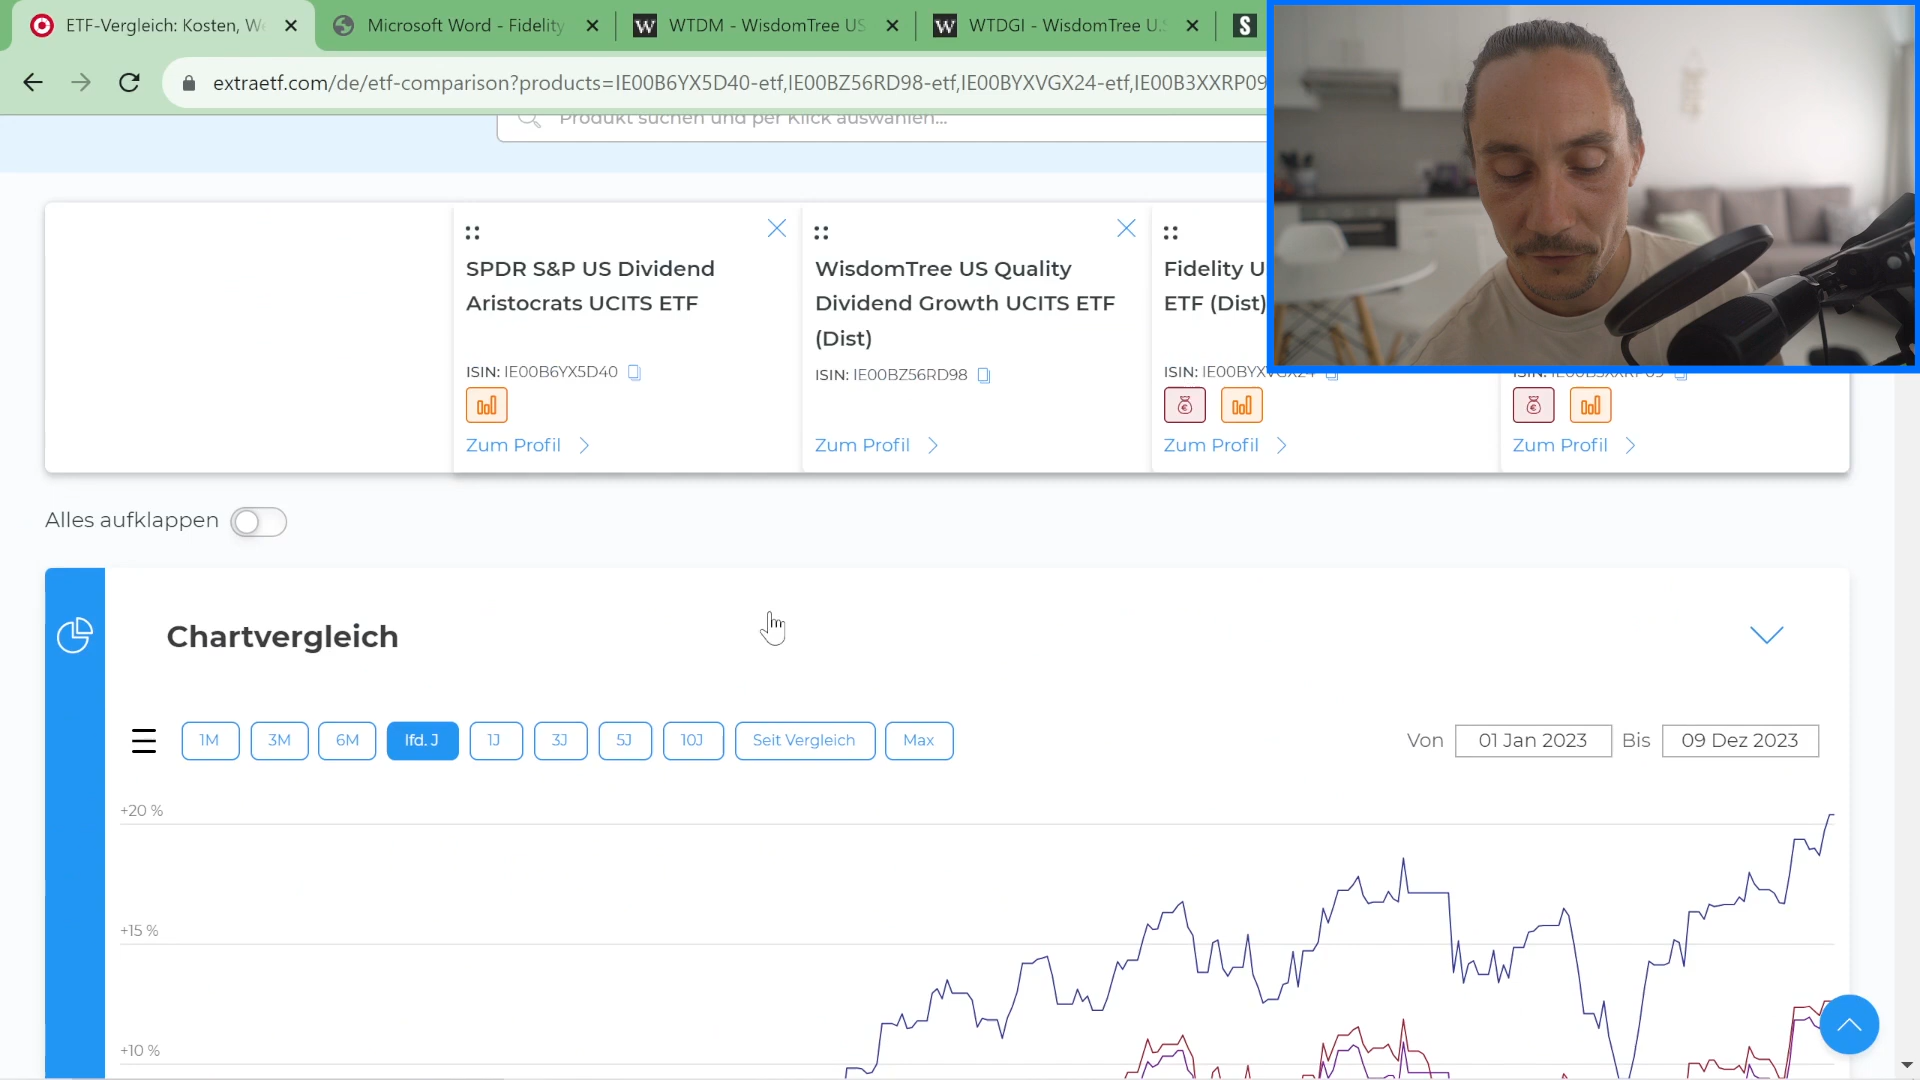 ETF-Vergleich: Kosten, We
Microsoft Word - Fidelity
WTDM - WisdomTree US
WTDGI - WisdomTree U.S
extraetf.com/de/etf-comparison?products=IE00B6YX5D40-etf,IE00BZ56RD98-etf,IE00BYXVGX24-etf,IE00B3XXRP09
Produkt suchen und per Klick auswählen...
SPDR S&P US Dividend
Aristocrats UCITS ETF
ISIN: IE00B6YX5D40
Zum Profil
WisdomTree US Quality
Dividend Growth UCITS ETF
(Dist)
ISIN: IE00BZ56RD98
Zum Profil
Fidelity U
ETF (Dist)
ISIN: IE00BYXVGX24
Zum Profil
ISIN: IE00B3XXRP09
Zum Profil
Alles aufklappen
Chartvergleich
1M
3M
6M
lfd. J
1J
3J
5J
10J
Seit Vergleich
Max
Von
01 Jan 2023
Bis
09 Dez 2023
+20 %
+15 %
+10 %